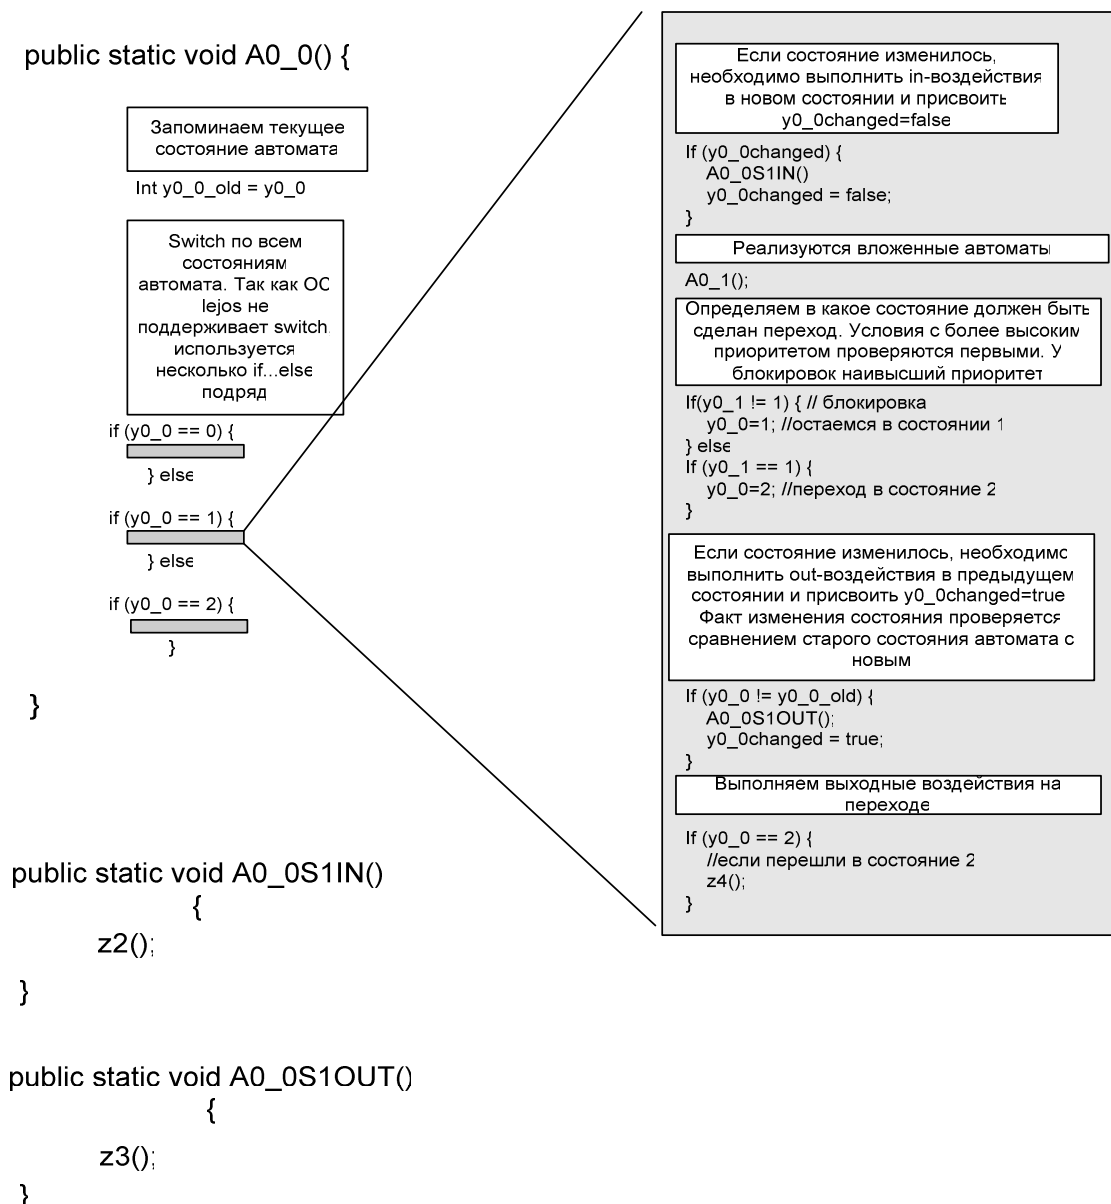 public static void A0_0() {
Запоминаем текущее
состояние автомата
Int y0_0_old = y0_0
Switch по всем
состояниям
автомата. Так как ОС
lejos не
поддерживает switch,
используется
несколько if...else
подряд
if (y0_0 == 0) {
} else
if (y0_0 == 1) {
} else
if (y0_0 == 2) {
}
}
public static void A0_0S1IN()
{
z2();
}
public static void A0_0S1OUT()
{
z3();
}
Если состояние изменилось,
необходимо выполнить in-воздействия
в новом состоянии и присвоить
y0_0changed=false
If (y0_0changed) {
A0_0S1IN()
y0_0changed = false;
}
Реализуются вложенные автоматы
A0_1();
Определяем в какое состояние должен быть
сделан переход. Условия с более высоким
приоритетом проверяются первыми. У
блокировок наивысший приоритет
If(y0_1 != 1) { // блокировка
y0_0=1; //остаемся в состоянии 1
} else
If (y0_1 == 1) {
y0_0=2; //переход в состояние 2
}
Если состояние изменилось, необходимо
выполнить out-воздействия в предыдущем
состоянии и присвоить y0_0changed=true
Факт изменения состояния проверяется
сравнением старого состояния автомата с
новым
If (y0_0 != y0_0_old) {
A0_0S1OUT();
y0_0changed = true;
}
Выполняем выходные воздействия на
переходе
If (y0_0 == 2) {
//если перешли в состояние 2
z4();
}